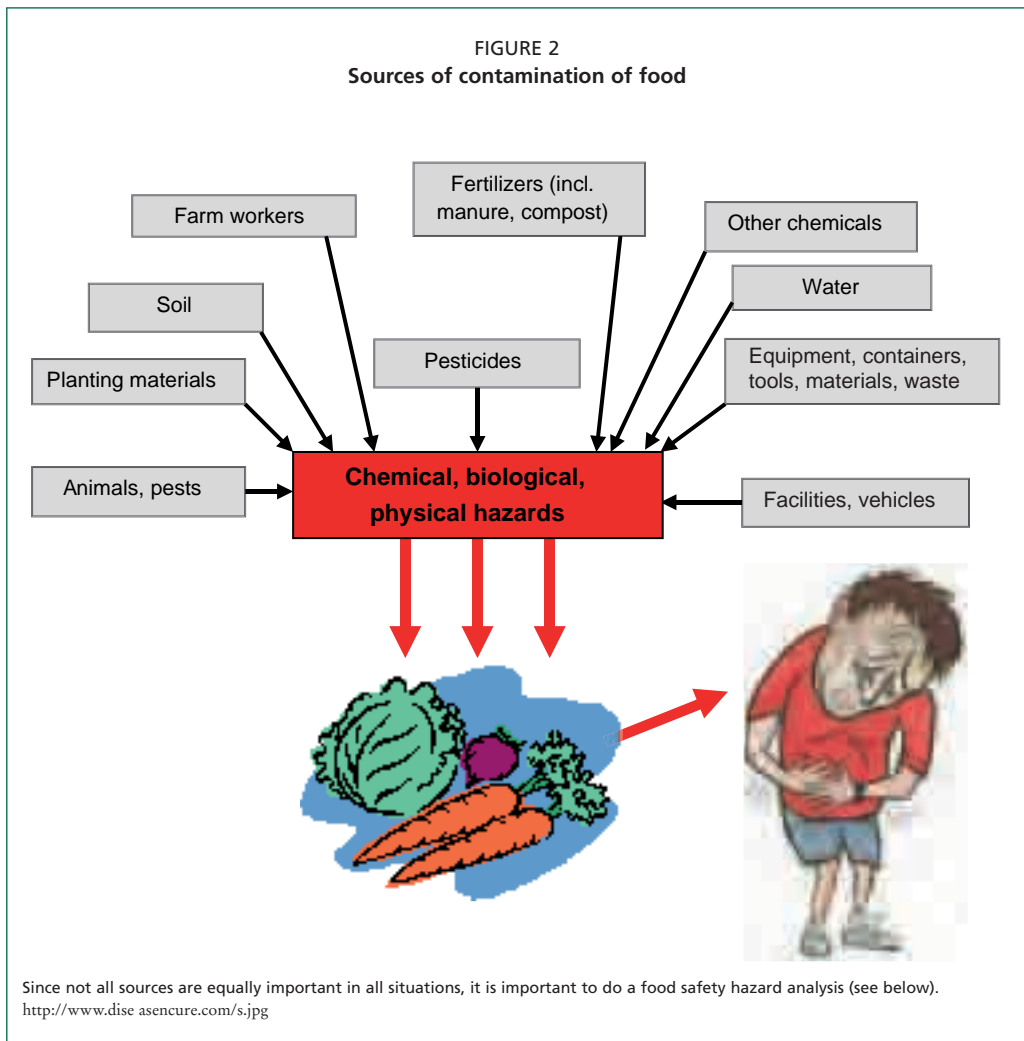 FIGURE 2
Sources of contamination of food
Fertilizers (incl.
manure, compost)
Farm workers
Other chemicals
Water
Soil
Pesticides
Equipment, containers,
tools, materials, waste
Planting materials
Chemical, biological,
physical hazards
Animals, pests
Facilities, vehicles
Since not all sources are equally important in all situations, it is important to do a food safety hazard analysis (see below).
http://www.dise asencure.com/s.jpg